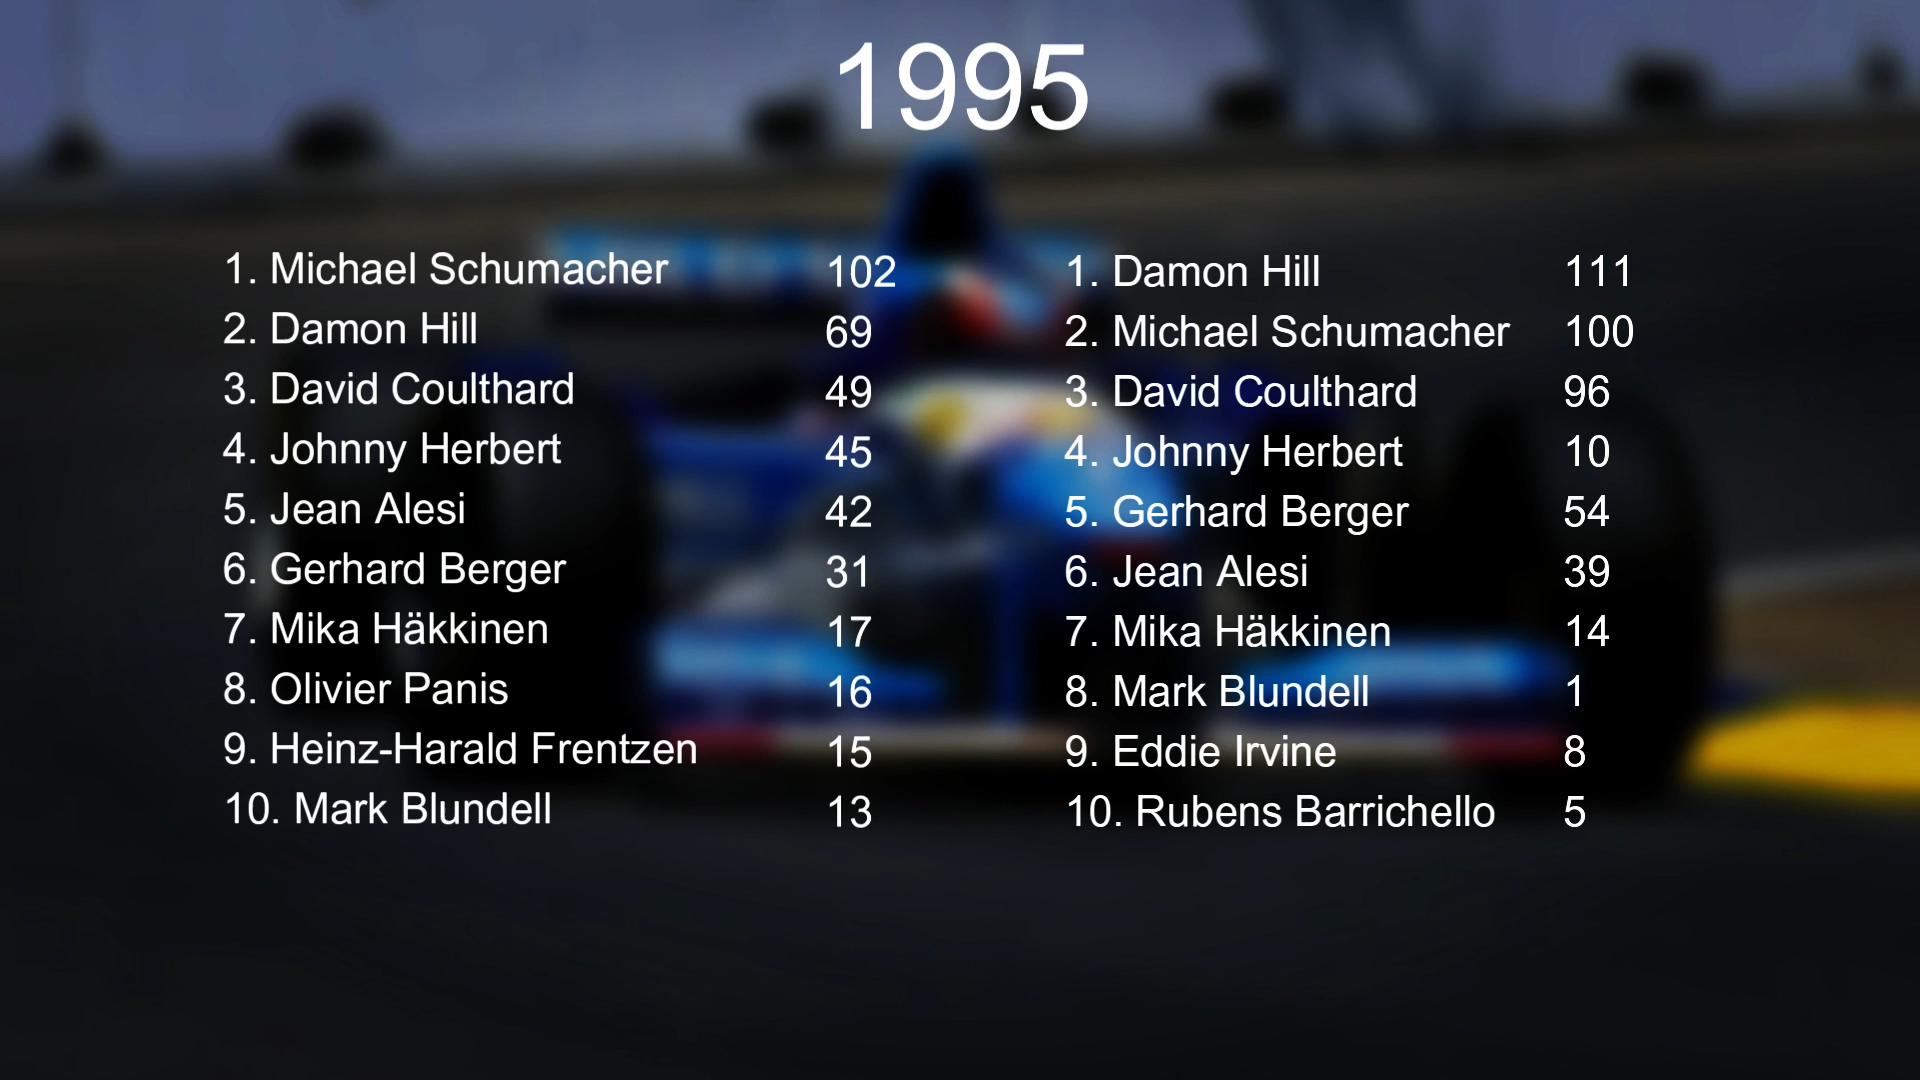 1995
1. Michael Schumacher 102
2. Damon Hill 69
3. David Coulthard 49
4. Johnny Herbert 45
5. Jean Alesi 42
6. Gerhard Berger 31
7. Mika Häkkinen 17
8. Olivier Panis 16
9. Heinz-Harald Frentzen 15
10. Mark Blundell 13
1. Damon Hill 111
2. Michael Schumacher 100
3. David Coulthard 96
4. Johnny Herbert 10
5. Gerhard Berger 54
6. Jean Alesi 39
7. Mika Häkkinen 14
8. Mark Blundell 1
9. Eddie Irvine 8
10. Rubens Barrichello 5